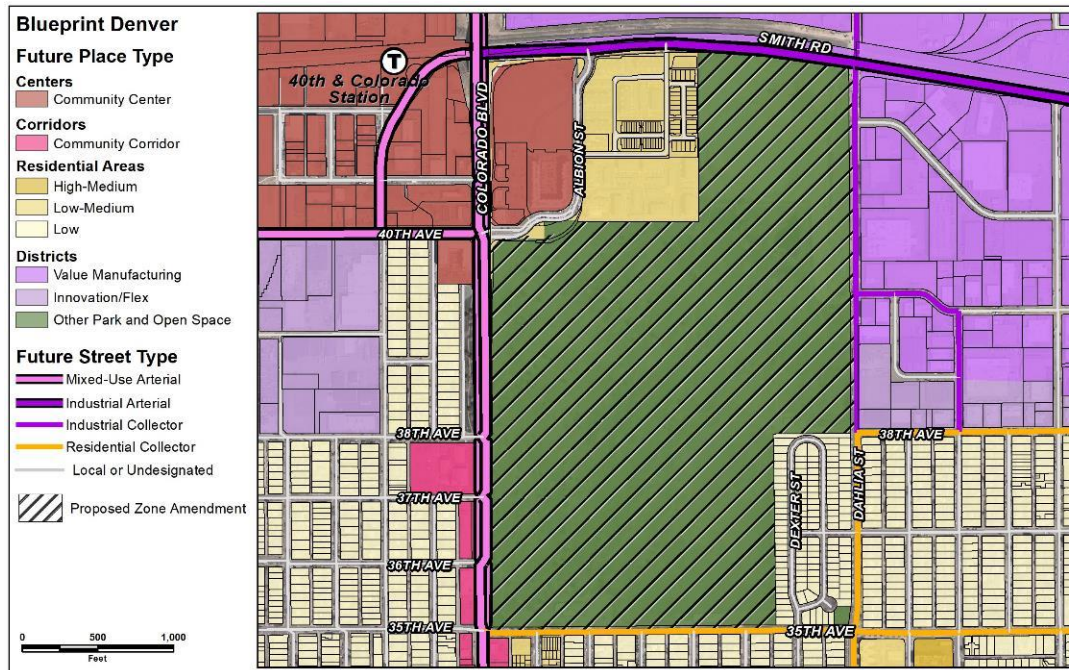 Blueprint Denver
Future Place Type
Centers
Community Center
Corridors
Community Corridor
Residential Areas
High-Medium
Low-Medium
Low
Districts
Value Manufacturing
Innovation/Flex
Other Park and Open Space
Future Street Type
Mixed-Use Arterial
Industrial Arterial
Industrial Collector
Residential Collector
Local or Undesignated
Proposed Zone Amendment
0 500 1,000
Feet
SMITH RD
T
40th & Colorado
Station
COLORADO BLVD
ALBION ST
40TH AVE
38TH AVE
38TH AVE
37TH AVE
DEXTER ST
DAHLIA ST
36TH AVE
35TH AVE
35TH AVE